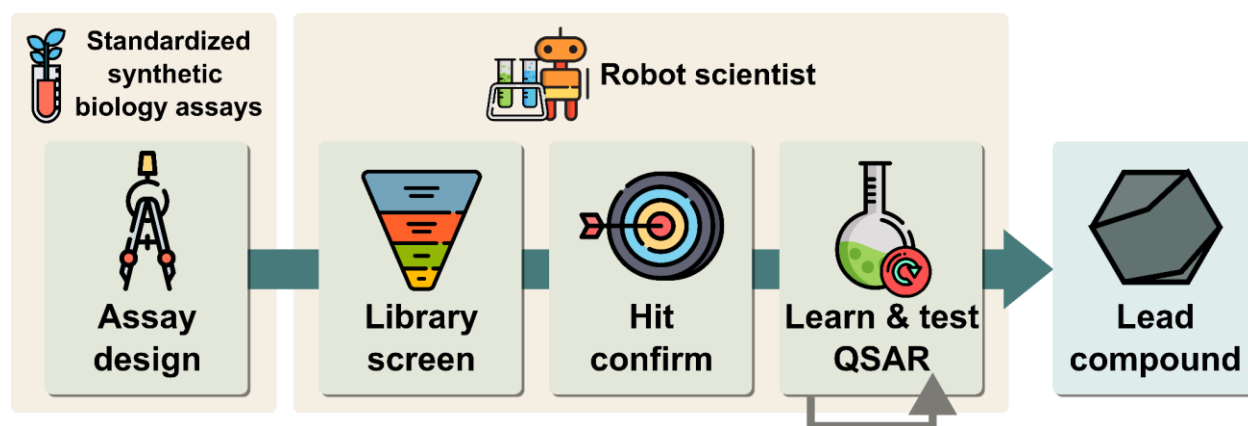 Standardized
synthetic
biology assays
Robot scientist
Assay
design
Library
screen
Hit
confirm
Learn & test
QSAR
Lead
compound